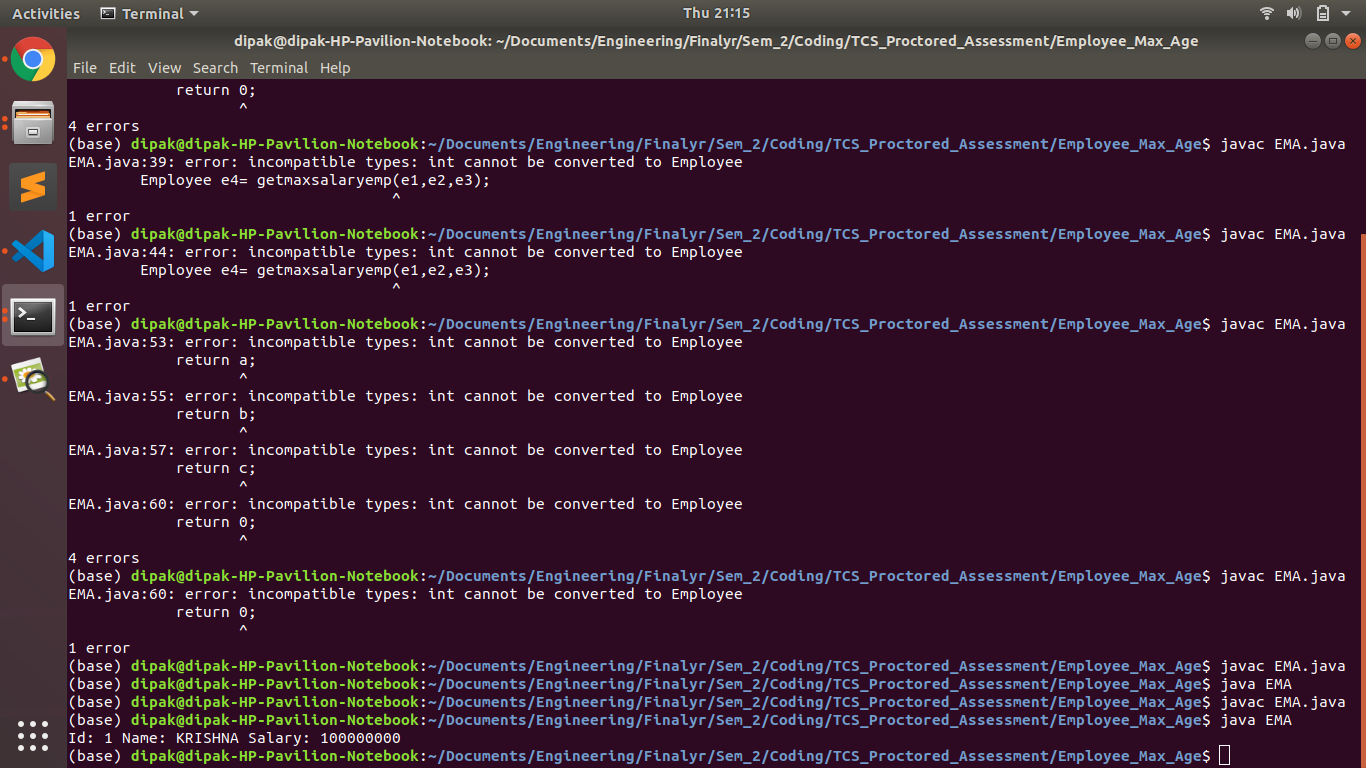 Activities Terminal Thu 21:15
dipak@dipak-HP-Pavilion-Notebook: ~/Documents/Engineering/Finalyr/Sem_2/Coding/TCS_Proctored_Assessment/Employee_Max_Age
File Edit View Search Terminal Help
return 0;
^
4 errors
(base) dipak@dipak-HP-Pavilion-Notebook:~/Documents/Engineering/Finalyr/Sem_2/Coding/TCS_Proctored_Assessment/Employee_Max_Age$ javac EMA.java
EMA.java:39: error: incompatible types: int cannot be converted to Employee
Employee e4= getmaxsalaryemp(e1,e2,e3);
^
1 error
(base) dipak@dipak-HP-Pavilion-Notebook:~/Documents/Engineering/Finalyr/Sem_2/Coding/TCS_Proctored_Assessment/Employee_Max_Age$ javac EMA.java
EMA.java:44: error: incompatible types: int cannot be converted to Employee
Employee e4= getmaxsalaryemp(e1,e2,e3);
^
1 error
(base) dipak@dipak-HP-Pavilion-Notebook:~/Documents/Engineering/Finalyr/Sem_2/Coding/TCS_Proctored_Assessment/Employee_Max_Age$ javac EMA.java
EMA.java:53: error: incompatible types: int cannot be converted to Employee
return a;
^
EMA.java:55: error: incompatible types: int cannot be converted to Employee
return b;
^
EMA.java:57: error: incompatible types: int cannot be converted to Employee
return c;
^
EMA.java:60: error: incompatible types: int cannot be converted to Employee
return 0;
^
4 errors
(base) dipak@dipak-HP-Pavilion-Notebook:~/Documents/Engineering/Finalyr/Sem_2/Coding/TCS_Proctored_Assessment/Employee_Max_Age$ javac EMA.java
EMA.java:60: error: incompatible types: int cannot be converted to Employee
return 0;
^
1 error
(base) dipak@dipak-HP-Pavilion-Notebook:~/Documents/Engineering/Finalyr/Sem_2/Coding/TCS_Proctored_Assessment/Employee_Max_Age$ javac EMA.java
(base) dipak@dipak-HP-Pavilion-Notebook:~/Documents/Engineering/Finalyr/Sem_2/Coding/TCS_Proctored_Assessment/Employee_Max_Age$ java EMA
(base) dipak@dipak-HP-Pavilion-Notebook:~/Documents/Engineering/Finalyr/Sem_2/Coding/TCS_Proctored_Assessment/Employee_Max_Age$ javac EMA.java
(base) dipak@dipak-HP-Pavilion-Notebook:~/Documents/Engineering/Finalyr/Sem_2/Coding/TCS_Proctored_Assessment/Employee_Max_Age$ java EMA
Id: 1 Name: KRISHNA Salary: 100000000
(base) dipak@dipak-HP-Pavilion-Notebook:~/Documents/Engineering/Finalyr/Sem_2/Coding/TCS_Proctored_Assessment/Employee_Max_Age$